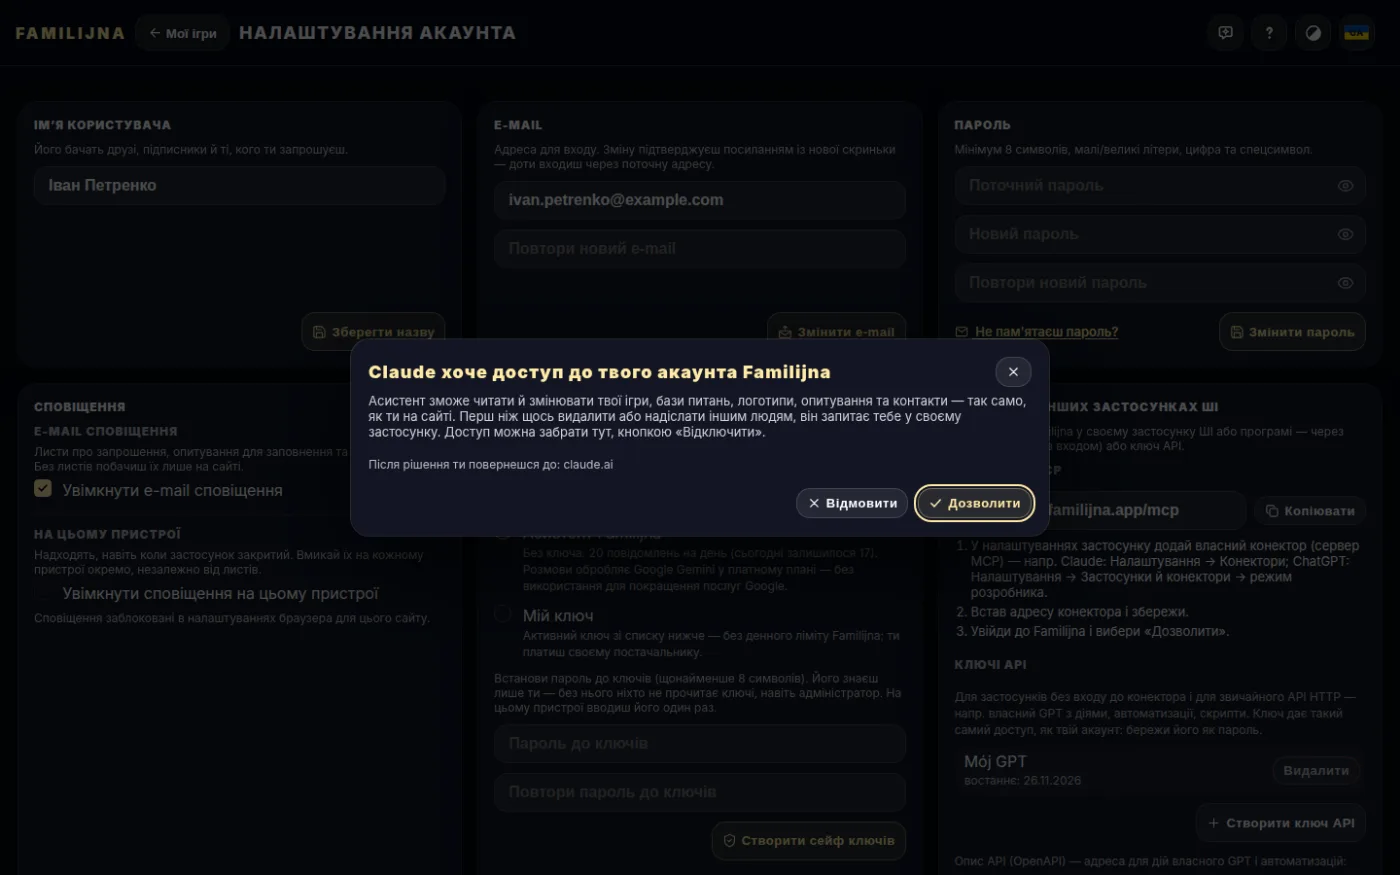 FAMILIJNA
← Мої ігри
НАЛАШТУВАННЯ АКАУНТА
?
ІМ'Я КОРИСТУВАЧА
Його бачать друзі, підписники й ті, кого ти запрошуєш.
Іван Петренко
Зберегти назву
E-MAIL
Адреса для входу. Зміну підтверджуєш посиланням із нової скриньки
— доти входиш через поточну адресу.
ivan.petrenko@example.com
Повтори новий e-mail
Змінити e-mail
ПАРОЛЬ
Мінімум 8 символів, малі/великі літери, цифра та спецсимвол.
Поточний пароль
Новий пароль
Повтори новий пароль
Не пам'ятаєш пароль?
Змінити пароль
Claude хоче доступ до твого акаунта Familijna
Асистент зможе читати й змінювати твої ігри, бази питань, логотипи, опитування та контакти — так само,
як ти на сайті. Перш ніж щось видалити або надіслати іншим людям, він запитає тебе у своєму
застосунку. Доступ можна забрати тут, кнопкою «Відключити».
Після рішення ти повернешся до: claude.ai
Відмовити
Дозволити
СПОВІЩЕННЯ
E-MAIL СПОВІЩЕННЯ
Листи про запрошення, опитування для заповнення та
Без листів побачиш їх лише на сайті.
Увімкнути e-mail сповіщення
НА ЦЬОМУ ПРИСТРОЇ
Надходять, навіть коли застосунок закритий. Вмикай їх на кожному
пристрої окремо, незалежно від листів.
Увімкнути сповіщення на цьому пристрої
Сповіщення заблоковані в налаштуваннях браузера для цього сайту.
Без ключа: 20 повідомлень на день (сьогодні залишилося 17).
Розмови обробляє Google Gemini у платному плані — без
використання для покращення послуг Google.
Мій ключ
Активний ключ зі списку нижче — без денного ліміту Familijna; ти
платиш своєму постачальнику.
Встанови пароль до ключів (щонайменше 8 символів). Його знаєш
лише ти — без нього ніхто не прочитає ключі, навіть адміністратор. На
цьому пристрої вводиш його один раз.
Пароль до ключів
Повтори пароль до ключів
Створити сейф ключів
НШИХ ЗАСТОСУНКАХ ШІ
у своєму застосунку ШІ або програмі — через
входом) або ключ API.
familijna.app/mcp
Копіювати
1. У налаштуваннях застосунку додай власний конектор (сервер
MCP) — напр. Claude: Налаштування → Конектори; ChatGPT:
Налаштування → Застосунки й конектори → режим
розробника.
2. Встав адресу конектора і збережи.
3. Увійди до Familijna і вибери «Дозволити».
КЛЮЧІ API
Для застосунків без входу до конектора і для звичайного API HTTP —
напр. власний GPT з діями, автоматизації, скрипти. Ключ дає такий
самий доступ, як твій акаунт: бережи його як пароль.
Mój GPT
востаннє: 26.11.2026
Видалити
+ Створити ключ API
Опис API (OpenAPI) — адреса для дій власного GPT і автоматизацій: